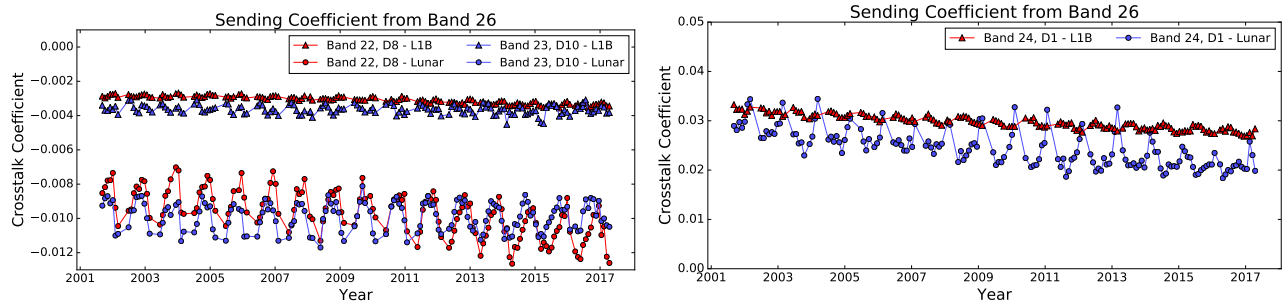 Sending Coefficient from Band 26
Crosstalk Coefficient
0.000
−0.002
−0.004
−0.006
−0.008
−0.010
−0.012
Band 22, D8 - L1B
Band 22, D8 - Lunar
Band 23, D10 - L1B
Band 23, D10 - Lunar
2001 2003 2005 2007 2009 2011 2013 2015 2017
Year
Sending Coefficient from Band 26
Crosstalk Coefficient
0.05
0.04
0.03
0.02
0.01
0.00
Band 24, D1 - L1B
Band 24, D1 - Lunar
2001 2003 2005 2007 2009 2011 2013 2015 2017
Year